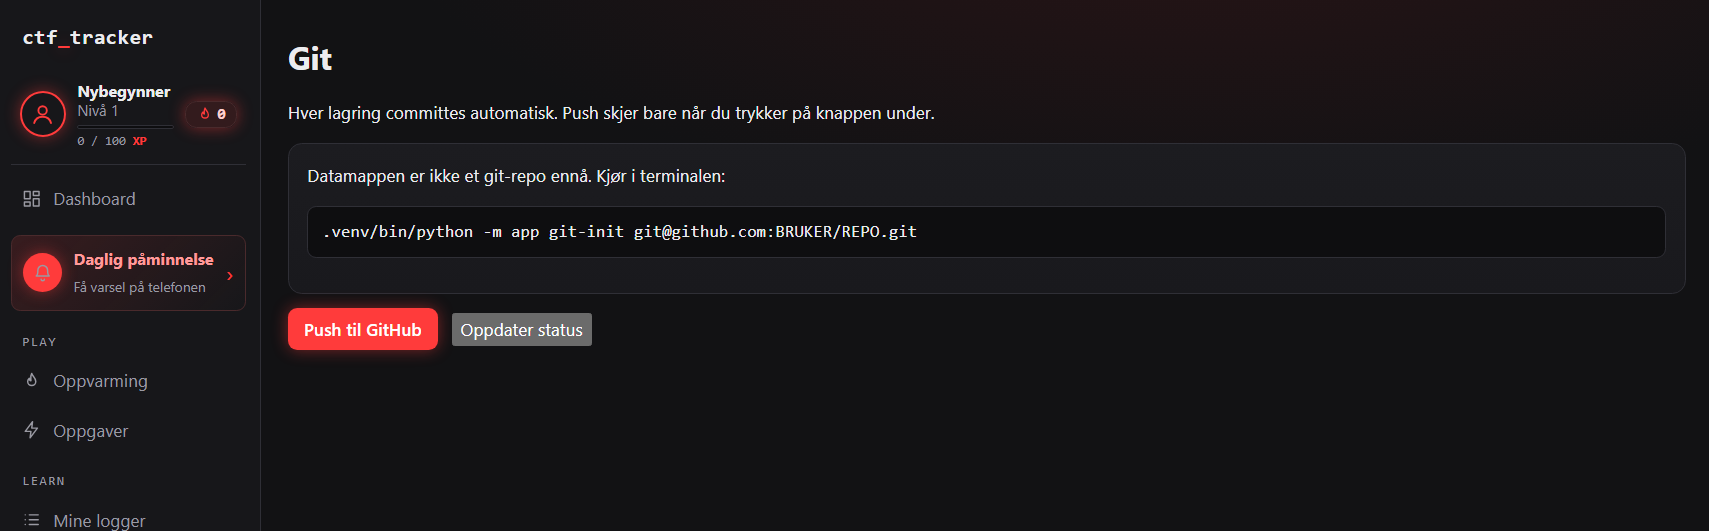 ctf_tracker
Nybegynner
Nivå 1
0
0 / 100 XP
Dashboard
Daglig påminnelse
Få varsel på telefonen
›
PLAY
Oppvarming
Oppgaver
LEARN
Mine logger
Git
Hver lagring committes automatisk. Push skjer bare når du trykker på knappen under.
Datamappen er ikke et git-repo ennå. Kjør i terminalen:
.venv/bin/python -m app git-init git@github.com:BRUKER/REPO.git
Push til GitHub
Oppdater status